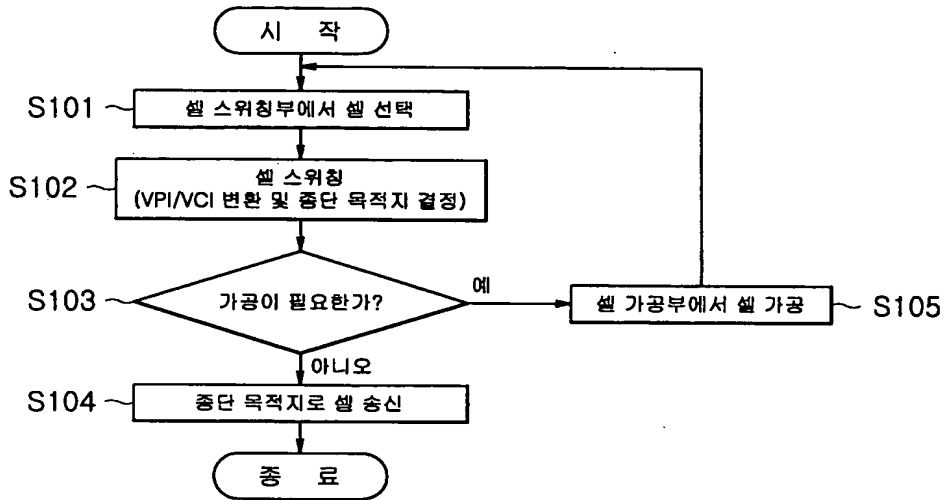 시 작
S101
셀 스위칭부에서 셀 선택
S102
셀 스위칭
(VPI/VCI 변환 및 종단 목적지 결정)
S103
가공이 필요한가?
예
셀 가공부에서 셀 가공
S105
아니오
S104
종단 목적지로 셀 송신
종 료